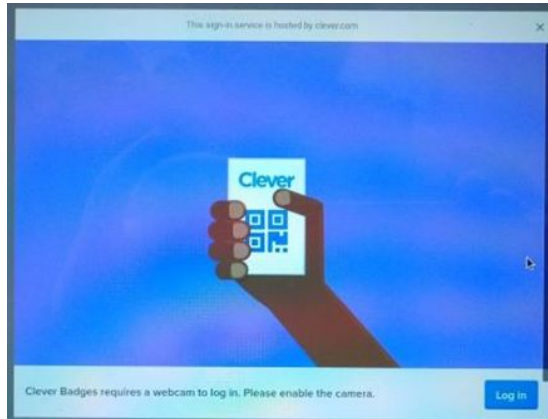 This sign-in service is hosted by clever.com
Clever
Clever Badges requires a webcam to log in. Please enable the camera.
Log in